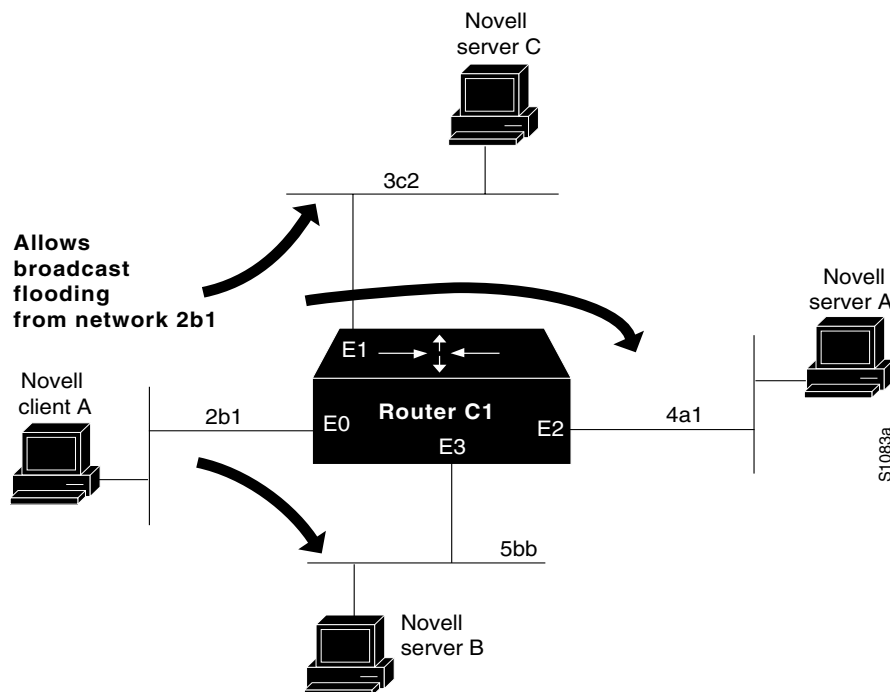 Novell
server C
3c2
Allows
broadcast
flooding
from network 2b1
Novell
server A
E1
Novell
client A
2b1
E0
Router C1
E2
4a1
E3
S1083a
5bb
Novell
server B